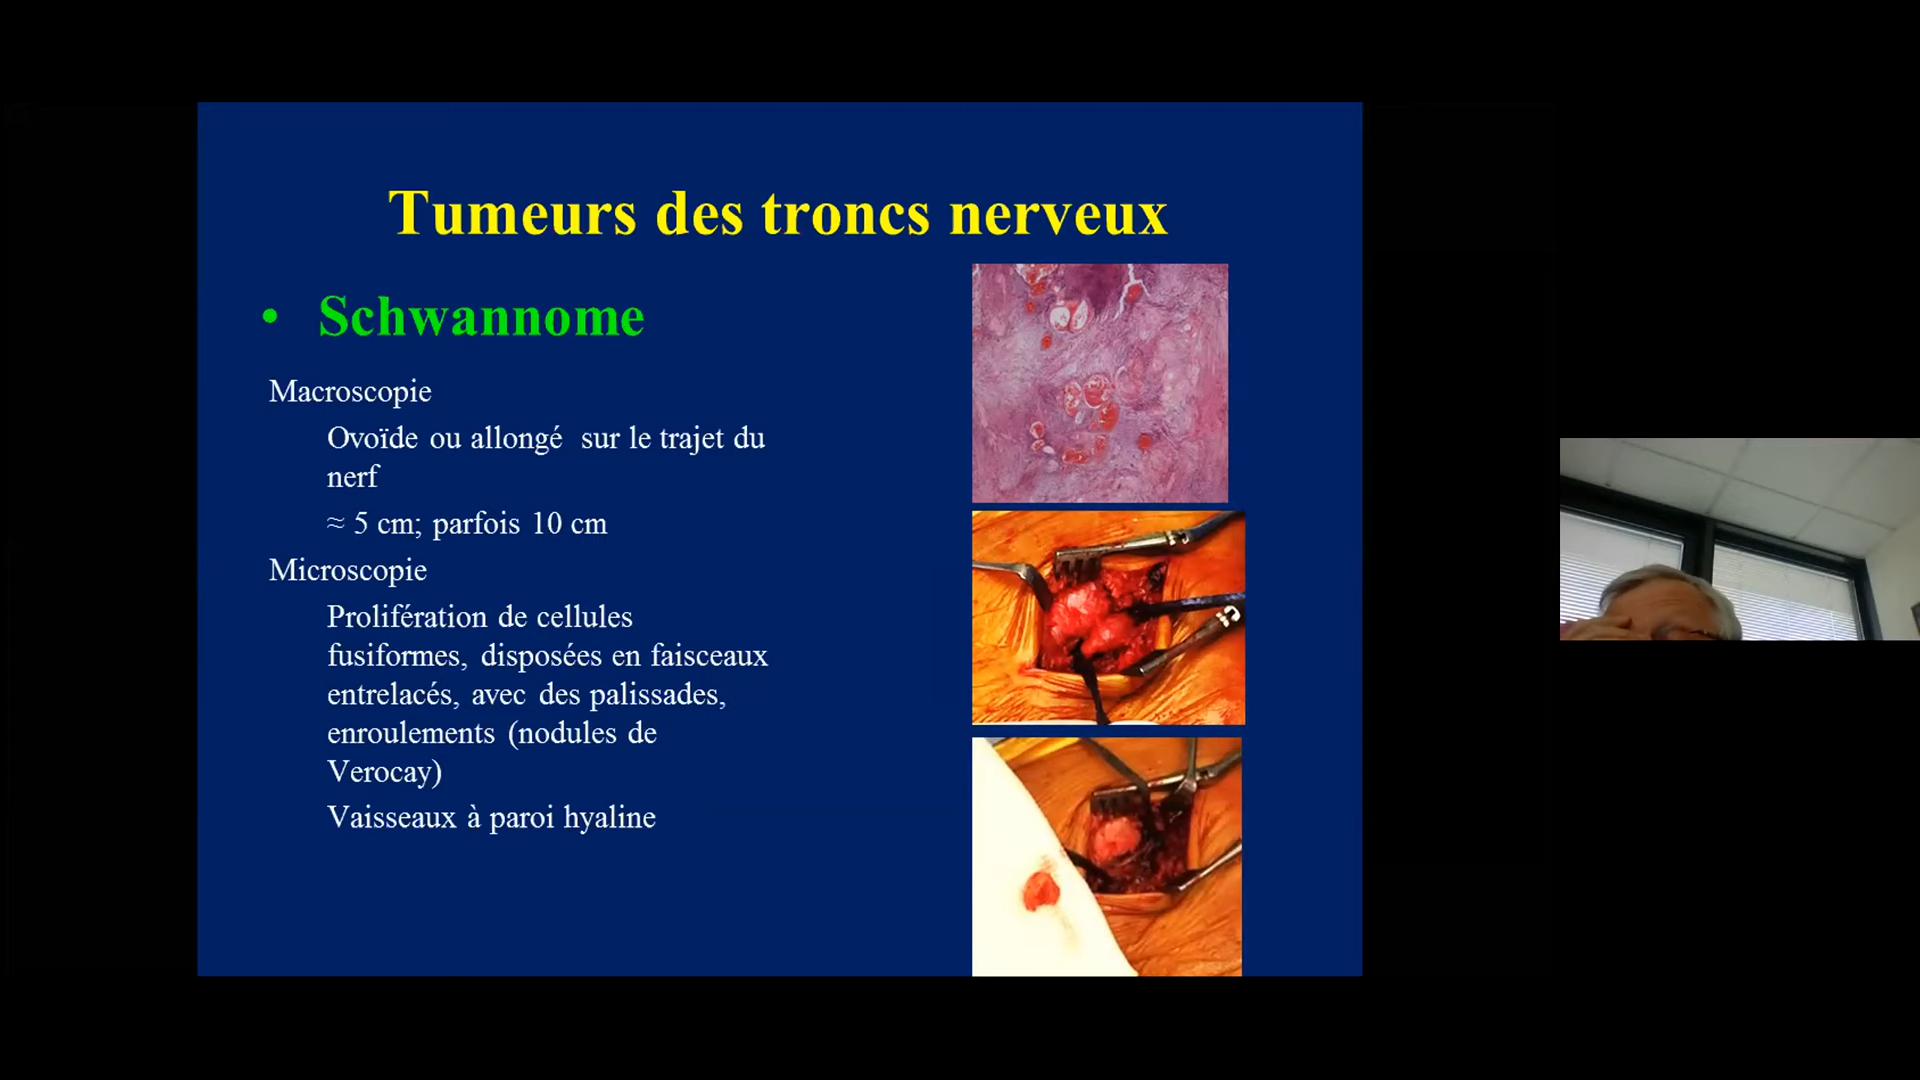 Tumeurs des troncs nerveux
• Schwannome
Macroscopie
Ovoïde ou allongé sur le trajet du
nerf
≈ 5 cm; parfois 10 cm
Microscopie
Prolifération de cellules
fusiformes, disposées en faisceaux
entrelacés, avec des palissades,
enroulements (nodules de
Verocay)
Vaisseaux à paroi hyaline